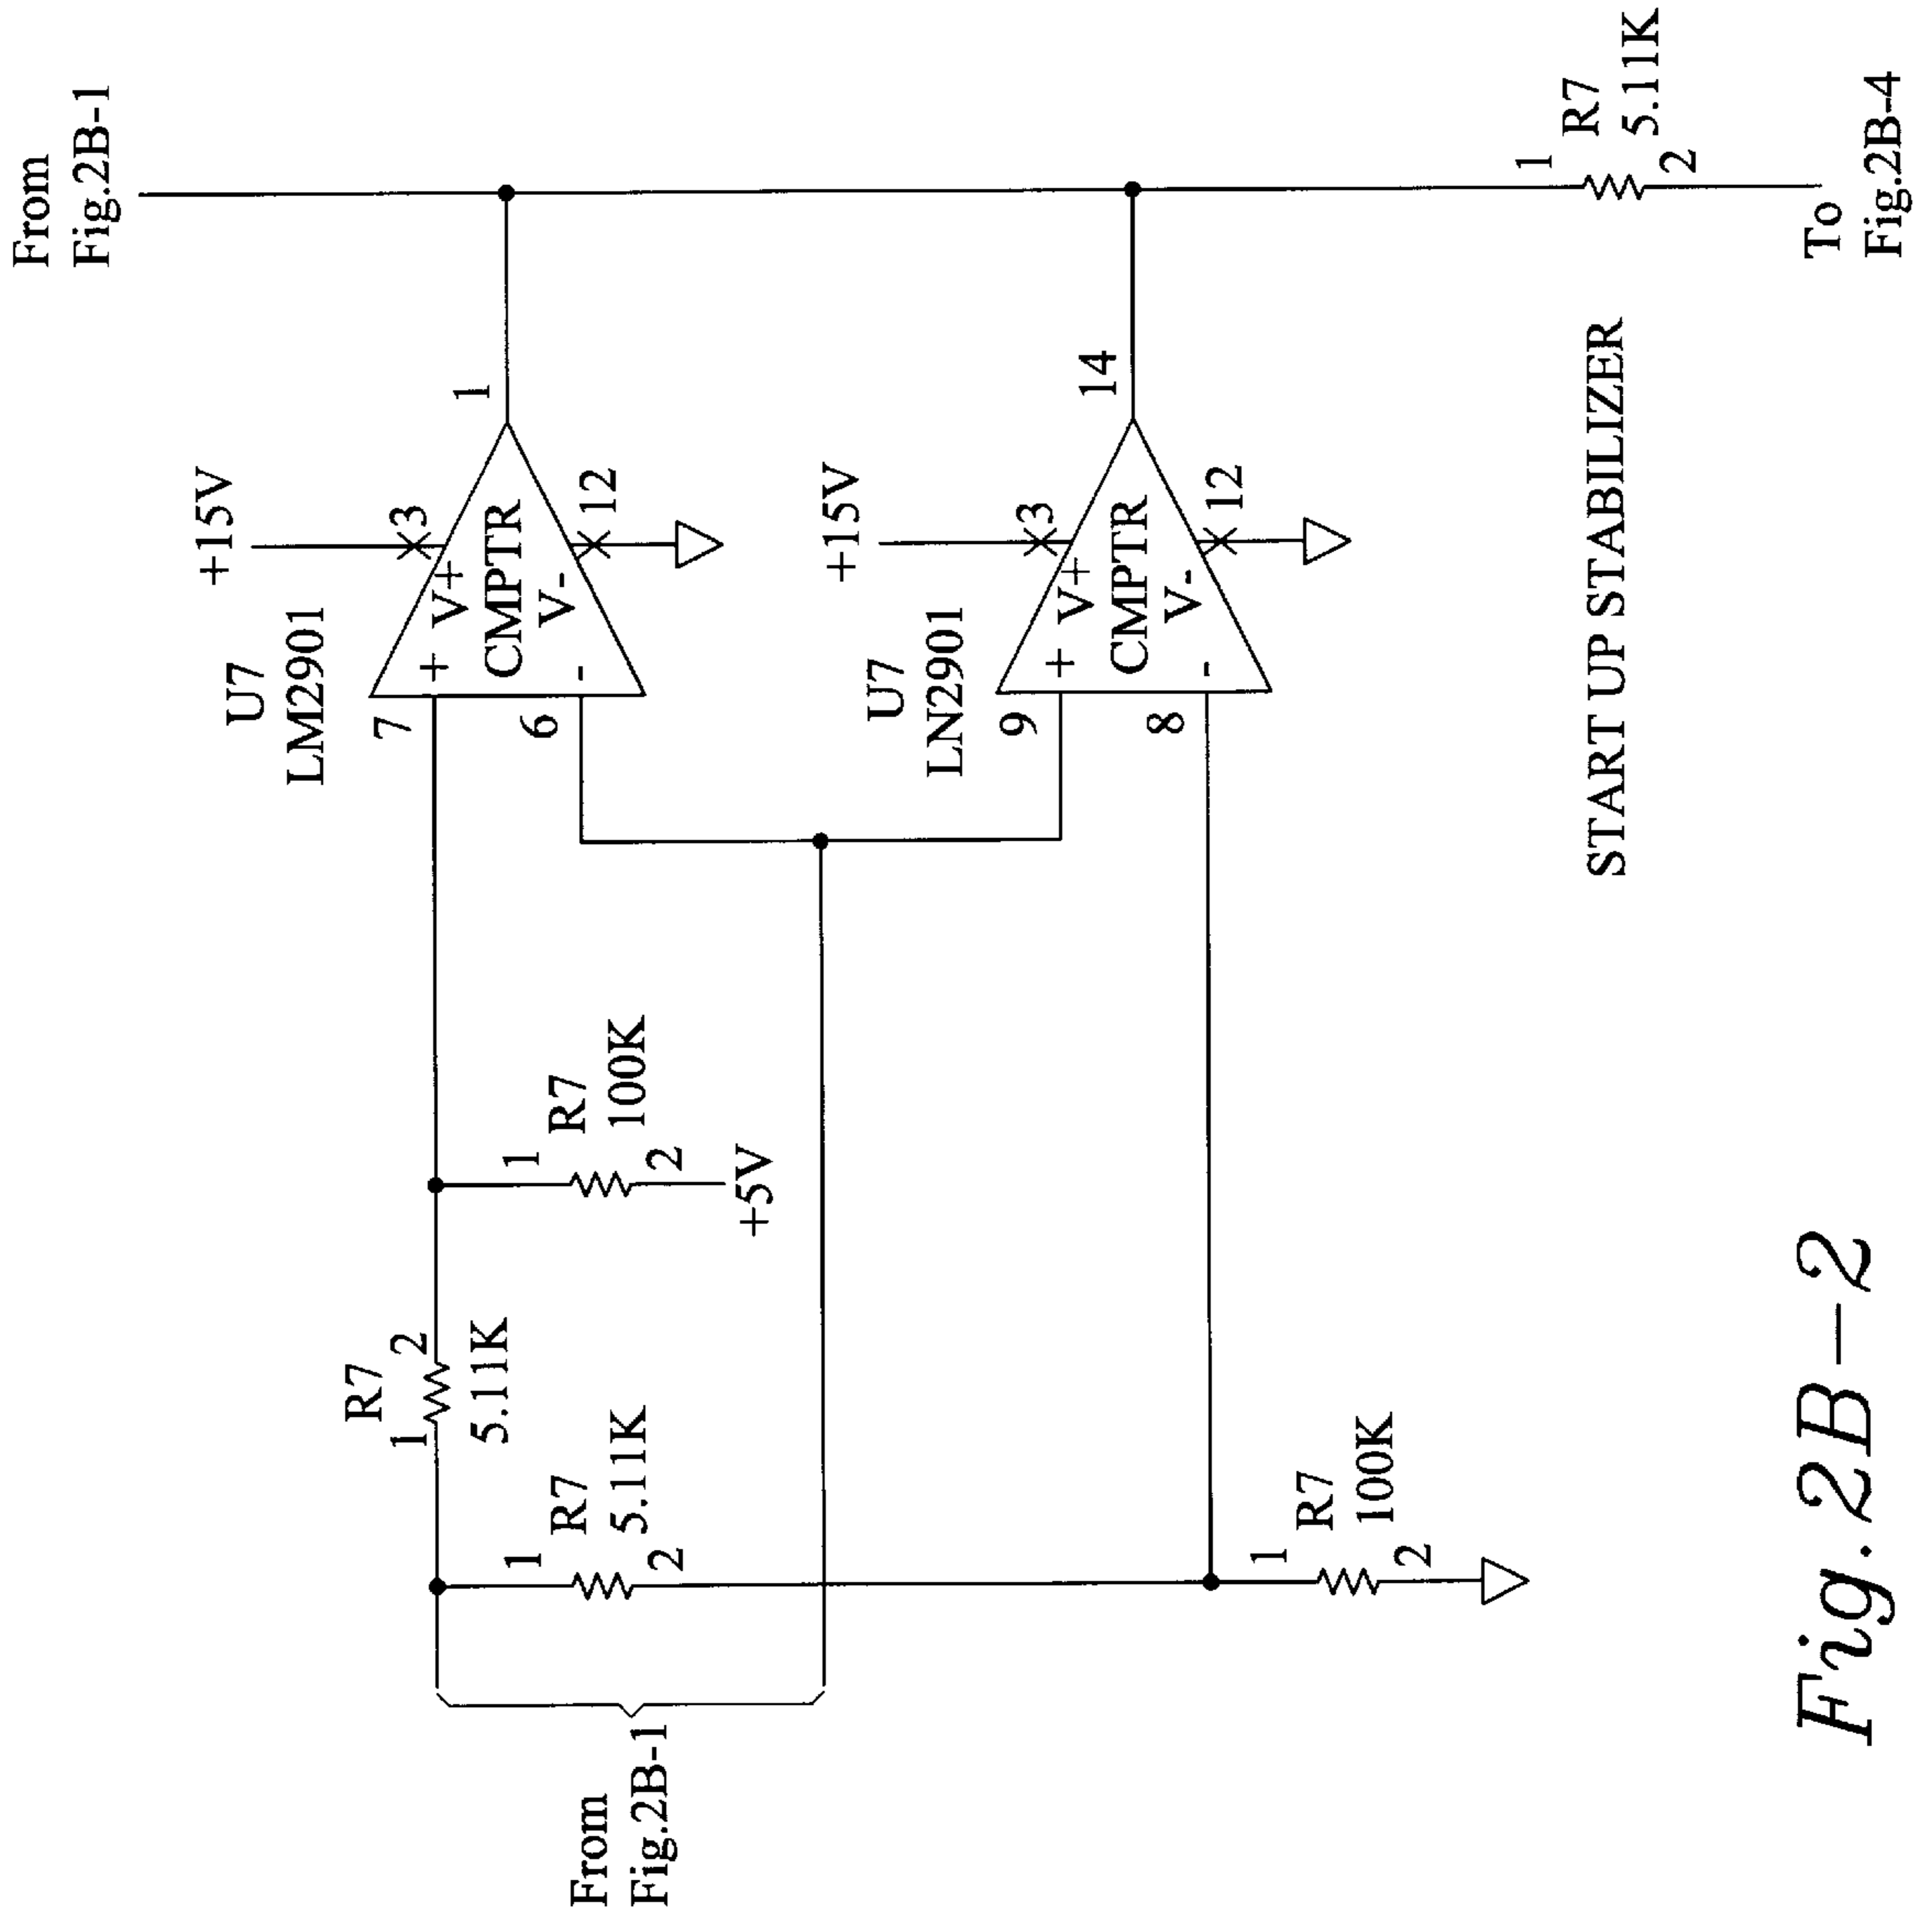 From
Fig.2B-1
+15V
U7
LM2901
3
1
7
+
V+
CMPTR
6
-
V-
12
+15V
U7
LN2901
3
14
9
+
V+
CMPTR
8
-
V-
12
R7
1
2
5.11K
1
R7
5.11K
2
1
R7
100K
2
+5V
From
Fig.2B-1
1
R7
100K
2
1
R7
5.11K
2
To
Fig.2B-4
START UP STABILIZER
Fig. 2B-2